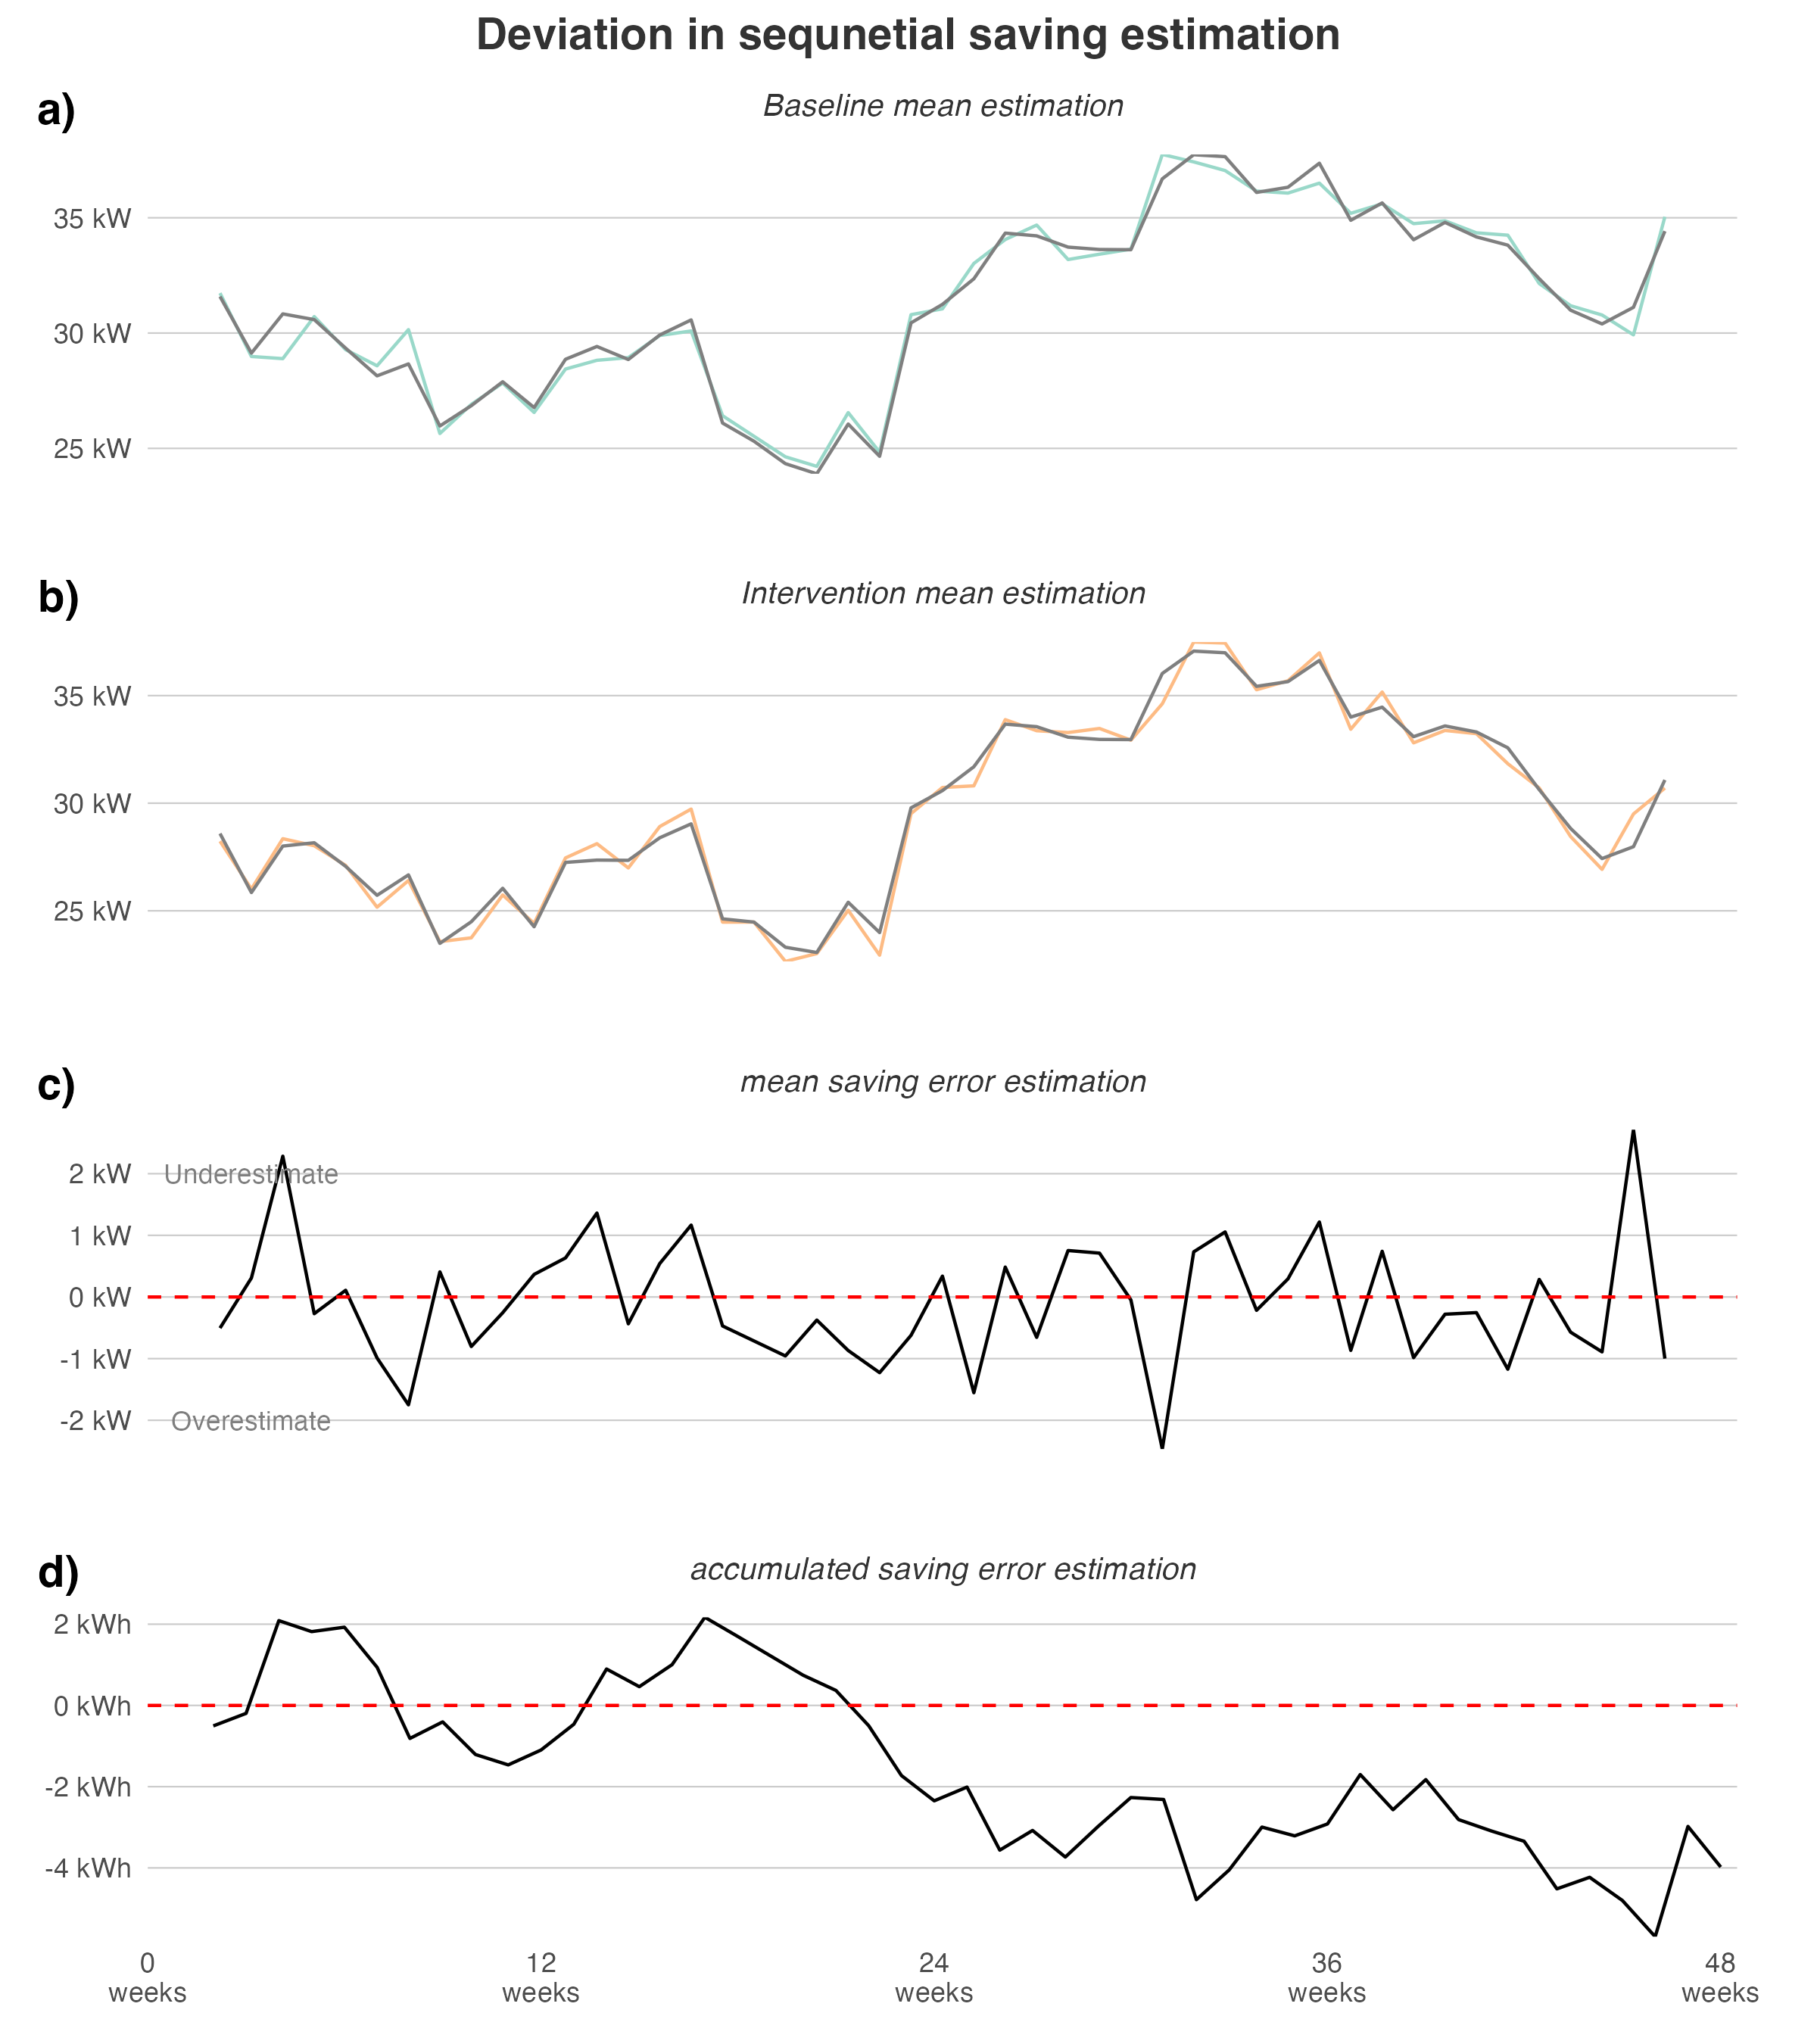 Deviation in sequnetial saving estimation
a)
Baseline mean estimation
35 kW
30 kW
25 kW
b)
Intervention mean estimation
35 kW
30 kW
25 kW
c)
mean saving error estimation
2 kW
Underestimate
1 kW
0 kW
-1 kW
-2 kW
Overestimate
d)
accumulated saving error estimation
2 kWh
0 kWh
-2 kWh
-4 kWh
0 12 24 36 48
weeks weeks weeks weeks weeks